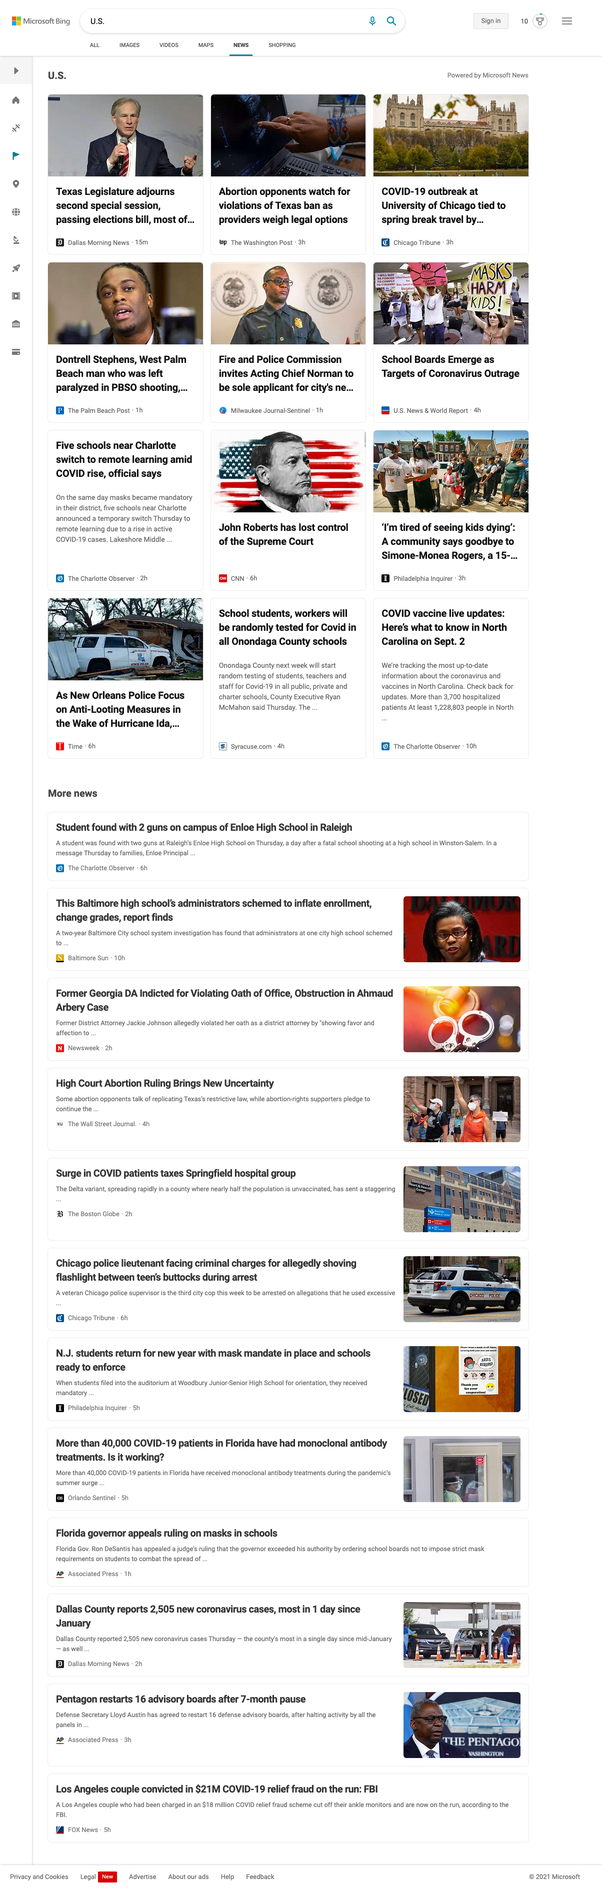 Microsoft Bing
U.S.
Sign in
10
ALL
IMAGES
VIDEOS
MAPS
NEWS
SHOPPING
U.S.
Powered by Microsoft News
Texas Legislature adjourns
second special session,
passing elections bill, most of...
Dallas Morning News · 15m
Abortion opponents watch for
violations of Texas ban as
providers weigh legal options
The Washington Post · 3h
COVID-19 outbreak at
University of Chicago tied to
spring break travel by...
Chicago Tribune · 3h
NO
MASKS
HARM
KIDS!
Dontrell Stephens, West Palm
Beach man who was left
paralyzed in PBSO shooting,...
The Palm Beach Post · 1h
Fire and Police Commission
invites Acting Chief Norman to
be sole applicant for city's ne...
Milwaukee Journal-Sentinel · 1h
School Boards Emerge as
Targets of Coronavirus Outrage
U.S. News & World Report · 4h
Five schools near Charlotte
switch to remote learning amid
COVID rise, official says
On the same day masks became mandatory
in their district, five schools near Charlotte
announced a temporary switch Thursday to
remote learning due to a rise in active
COVID-19 cases. Lakeshore Middle ...
The Charlotte Observer · 2h
John Roberts has lost control
of the Supreme Court
CNN · 6h
'I'm tired of seeing kids dying':
A community says goodbye to
Simone-Monea Rogers, a 15-...
Philadelphia Inquirer · 3h
As New Orleans Police Focus
on Anti-Looting Measures in
the Wake of Hurricane Ida,...
Time · 6h
School students, workers will
be randomly tested for Covid in
all Onondaga County schools
Onondaga County next week will start
random testing of students, teachers and
staff for Covid-19 in all public, private and
charter schools, County Executive Ryan
McMahon said Thursday. The ...
Syracuse.com · 4h
COVID vaccine live updates:
Here's what to know in North
Carolina on Sept. 2
We're tracking the most up-to-date
information about the coronavirus and
vaccines in North Carolina. Check back for
updates. More than 3,700 hospitalized
patients At least 1,228,803 people in North
...
The Charlotte Observer · 10h
More news
Student found with 2 guns on campus of Enloe High School in Raleigh
A student was found with two guns at Raleigh's Enloe High School on Thursday, a day after a fatal school shooting at a high school in Winston-Salem. In a
message Thursday to families, Enloe Principal ...
The Charlotte Observer · 6h
This Baltimore high school's administrators schemed to inflate enrollment,
change grades, report finds
A two-year Baltimore City school system investigation has found that administrators at one city high school schemed
to ...
Baltimore Sun · 10h
Former Georgia DA Indicted for Violating Oath of Office, Obstruction in Ahmaud
Arbery Case
Former District Attorney Jackie Johnson allegedly violated her oath as a district attorney by "showing favor and
affection to ...
Newsweek · 2h
High Court Abortion Ruling Brings New Uncertainty
Some abortion opponents talk of replicating Texas's restrictive law, while abortion-rights supporters pledge to
continue the ...
The Wall Street Journal. · 4h
Surge in COVID patients taxes Springfield hospital group
The Delta variant, spreading rapidly in a county where nearly half the population is unvaccinated, has sent a staggering
...
The Boston Globe · 2h
Chicago police lieutenant facing criminal charges for allegedly shoving
flashlight between teen's buttocks during arrest
A veteran Chicago police supervisor is the third city cop this week to be arrested on allegations that he used excessive
...
Chicago Tribune · 6h
N.J. students return for new year with mask mandate in place and schools
ready to enforce
When students filed into the auditorium at Woodbury Junior-Senior High School for orientation, they received
mandatory ...
Philadelphia Inquirer · 5h
CLOSED
More than 40,000 COVID-19 patients in Florida have had monoclonal antibody
treatments. Is it working?
More than 40,000 COVID-19 patients in Florida have received monoclonal antibody treatments during the pandemic's
summer surge ...
Orlando Sentinel · 5h
Florida governor appeals ruling on masks in schools
Florida Gov. Ron DeSantis has appealed a judge's ruling that the governor exceeded his authority by ordering school boards not to impose strict mask
requirements on students to combat the spread of ...
Associated Press · 1h
Dallas County reports 2,505 new coronavirus cases, most in 1 day since
January
Dallas County reported 2,505 new coronavirus cases Thursday — the county's most in a single day since mid-January
— as well ...
Dallas Morning News · 2h
Pentagon restarts 16 advisory boards after 7-month pause
Defense Secretary Lloyd Austin has agreed to restart 16 defense advisory boards, after halting activity by all the
panels in ...
Associated Press · 3h
THE PENTAGO
WASHINGTON
Los Angeles couple convicted in $21M COVID-19 relief fraud on the run: FBI
A Los Angeles couple who had been charged in an $18 million COVID relief fraud scheme cut off their ankle monitors and are now on the run, according to the
FBI.
FOX News · 5h
Privacy and Cookies
Legal
New
Advertise
About our ads
Help
Feedback
© 2021 Microsoft